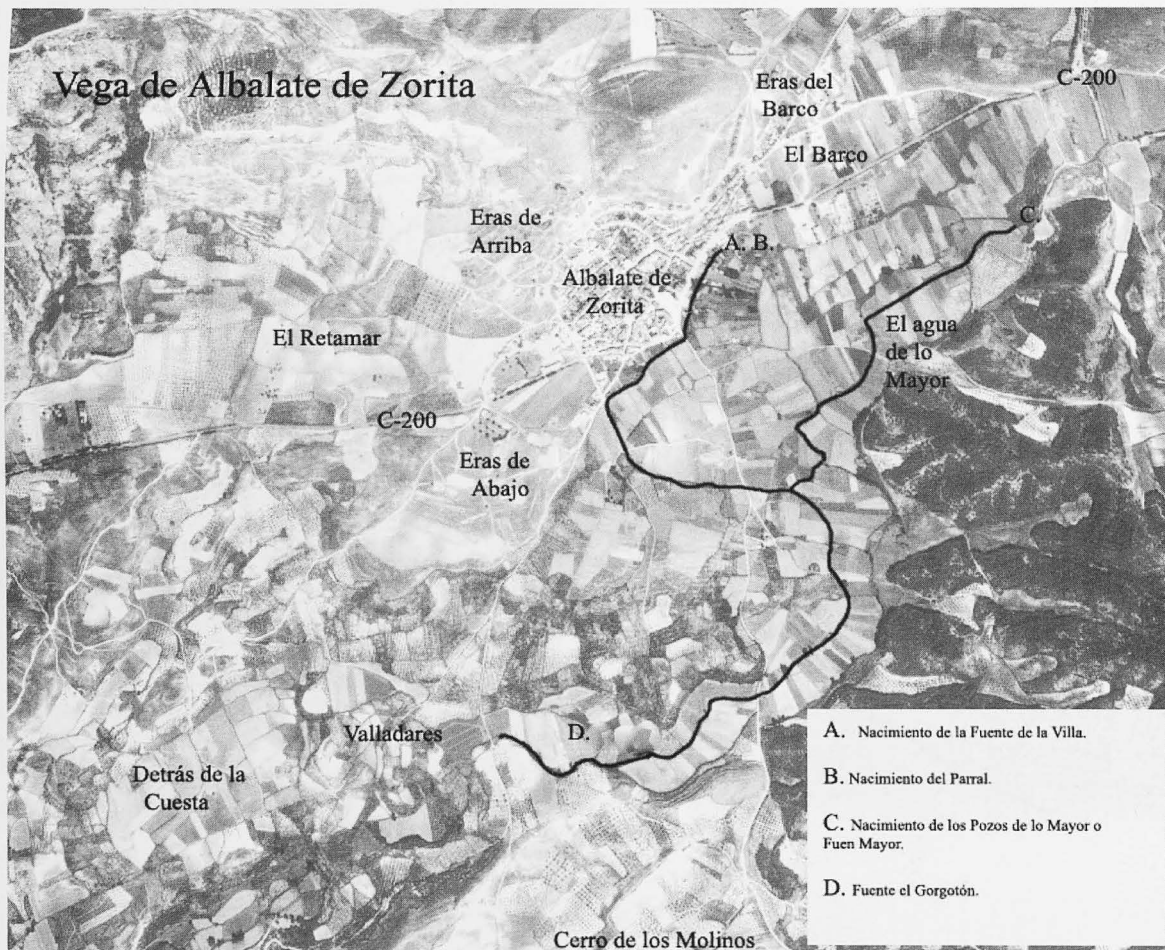 Vega de Albalate de Zorita
Eras del
Barco
C-200
El Barco
Eras de
Arriba
A. B.
C.
Albalate de
Zorita
El Retamar
El agua
de lo
Mayor
C-200
Eras de
Abajo
Valladares
D.
Detrás de la
Cuesta
Cerro de los Molinos
A. Nacimiento de la Fuente de la Villa.
B. Nacimiento del Parral.
C. Nacimiento de los Pozos de lo Mayor o
Fuen Mayor.
D. Fuente el Gorgotón.